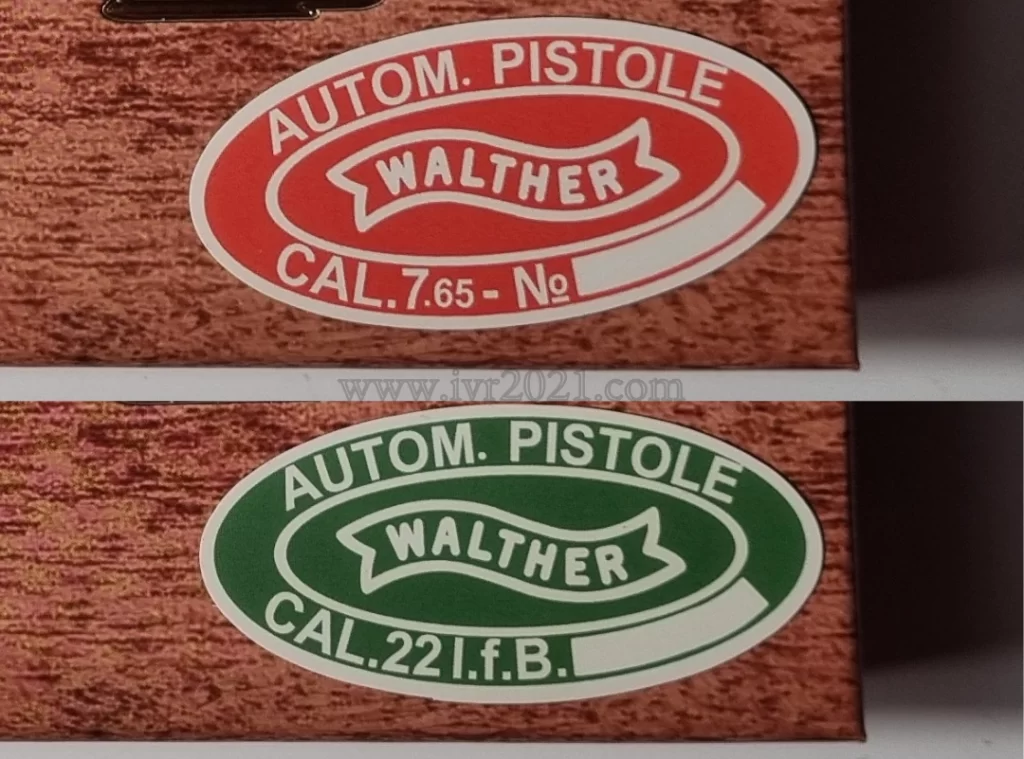 AUTOM. PISTOLE
WALTHER
CAL.7.65 - Nº
www.ivr2021.com
AUTOM. PISTOLE
WALTHER
CAL.22 l.f.B.